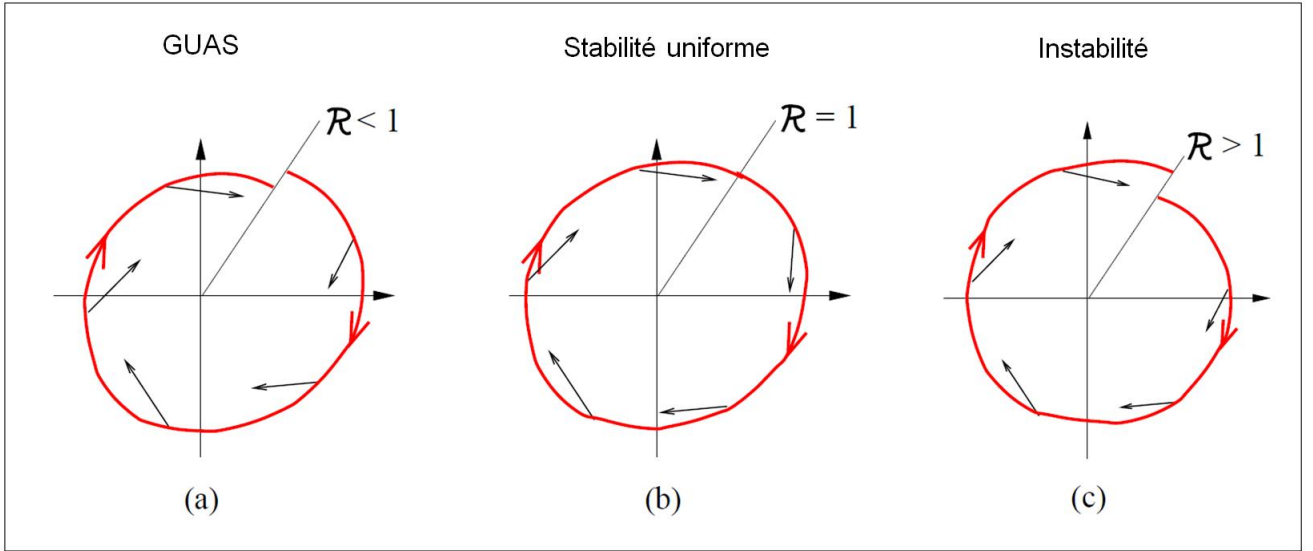 GUAS
Stabilité uniforme
Instabilité
ℛ < 1
ℛ = 1
ℛ > 1
(a)
(b)
(c)